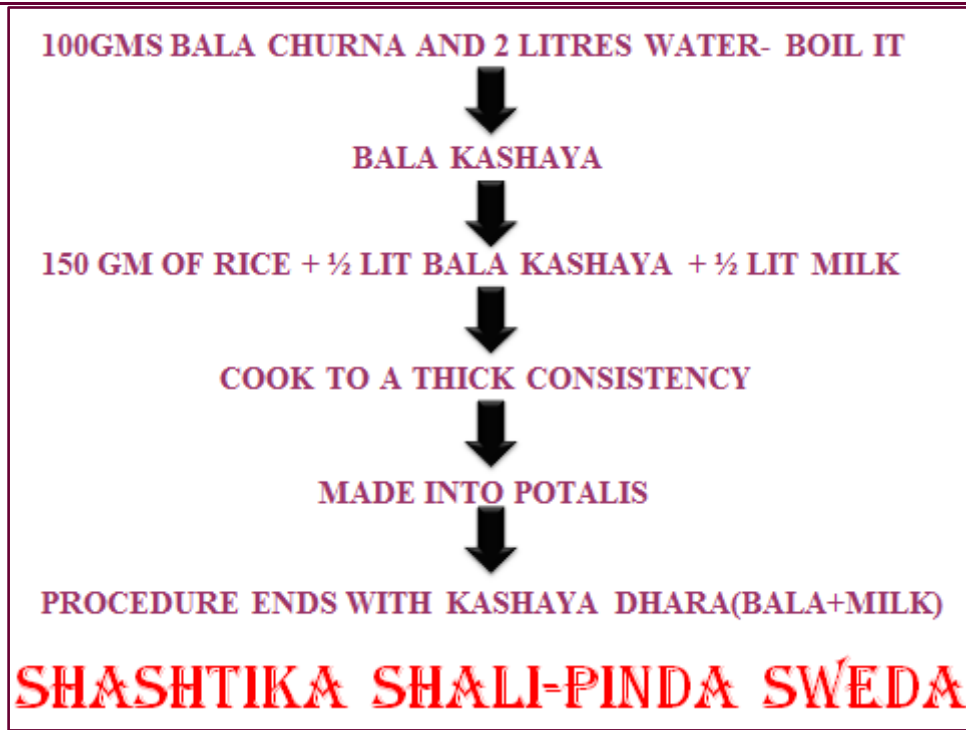 100GMS BALA CHURNA AND 2 LITRES WATER- BOIL IT
BALA KASHAYA
150 GM OF RICE + ½ LIT BALA KASHAYA + ½ LIT MILK
COOK TO A THICK CONSISTENCY
MADE INTO POTALIS
PROCEDURE ENDS WITH KASHAYA DHARA(BALA+MILK)
SHASHTIKA SHALI-PINDA SWEDA